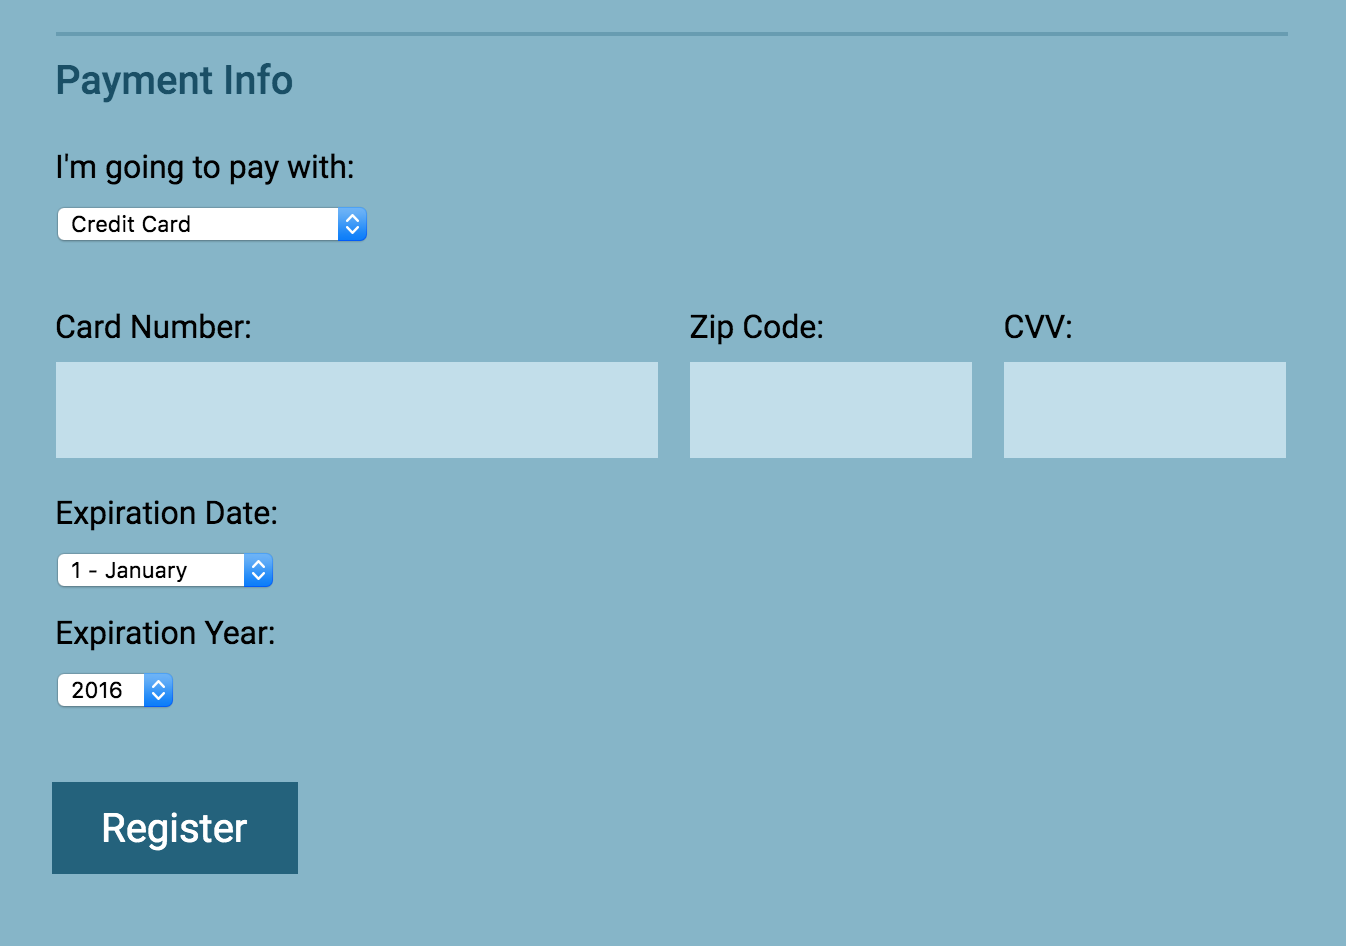 Payment Info
I'm going to pay with:
Credit Card
Card Number: Zip Code: CVV:
Expiration Date:
1 - January
Expiration Year:
2016
Register